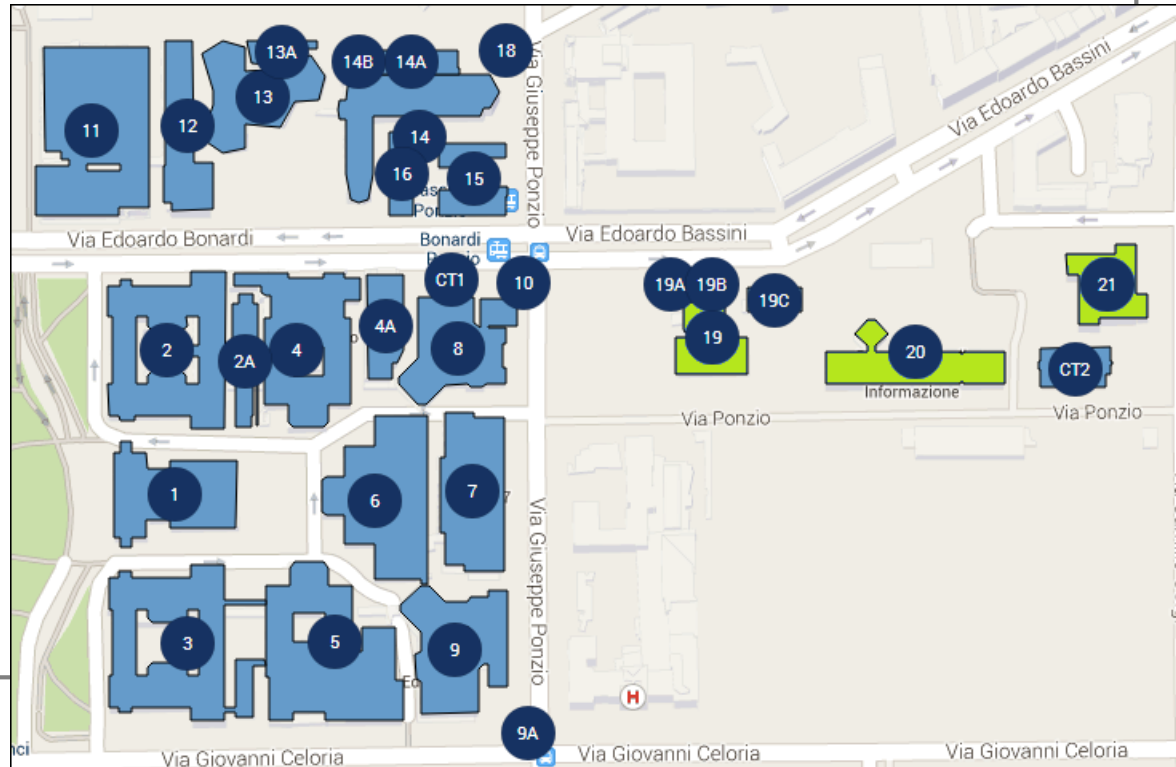 13A
14B
14A
18
Via Giuseppe Ponzio
Via Edoardo Bassini
13
11
12
14
16
15
Via Edoardo Bonardi
Bonardi
Via Edoardo Bassini
CT1
10
19A
19B
19C
21
4A
2
2A
4
8
19
20
CT2
Informazione
Via Ponzio
Via Ponzio
1
6
7
Via Giuseppe Ponzio
3
5
9
H
9A
Via Giovanni Celoria
Via Giovanni Celoria
Via Giovanni Celoria